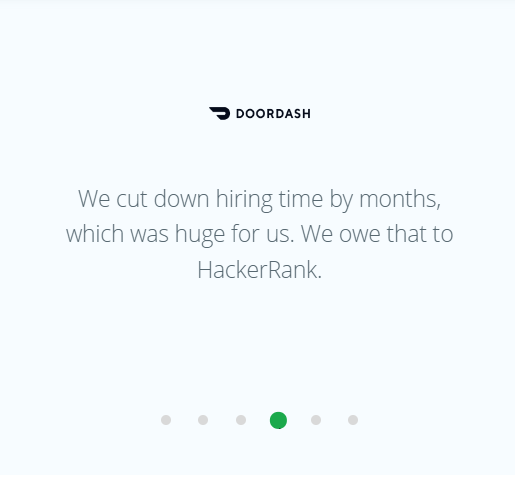 DOORDASH
We cut down hiring time by months,
which was huge for us. We owe that to
HackerRank.